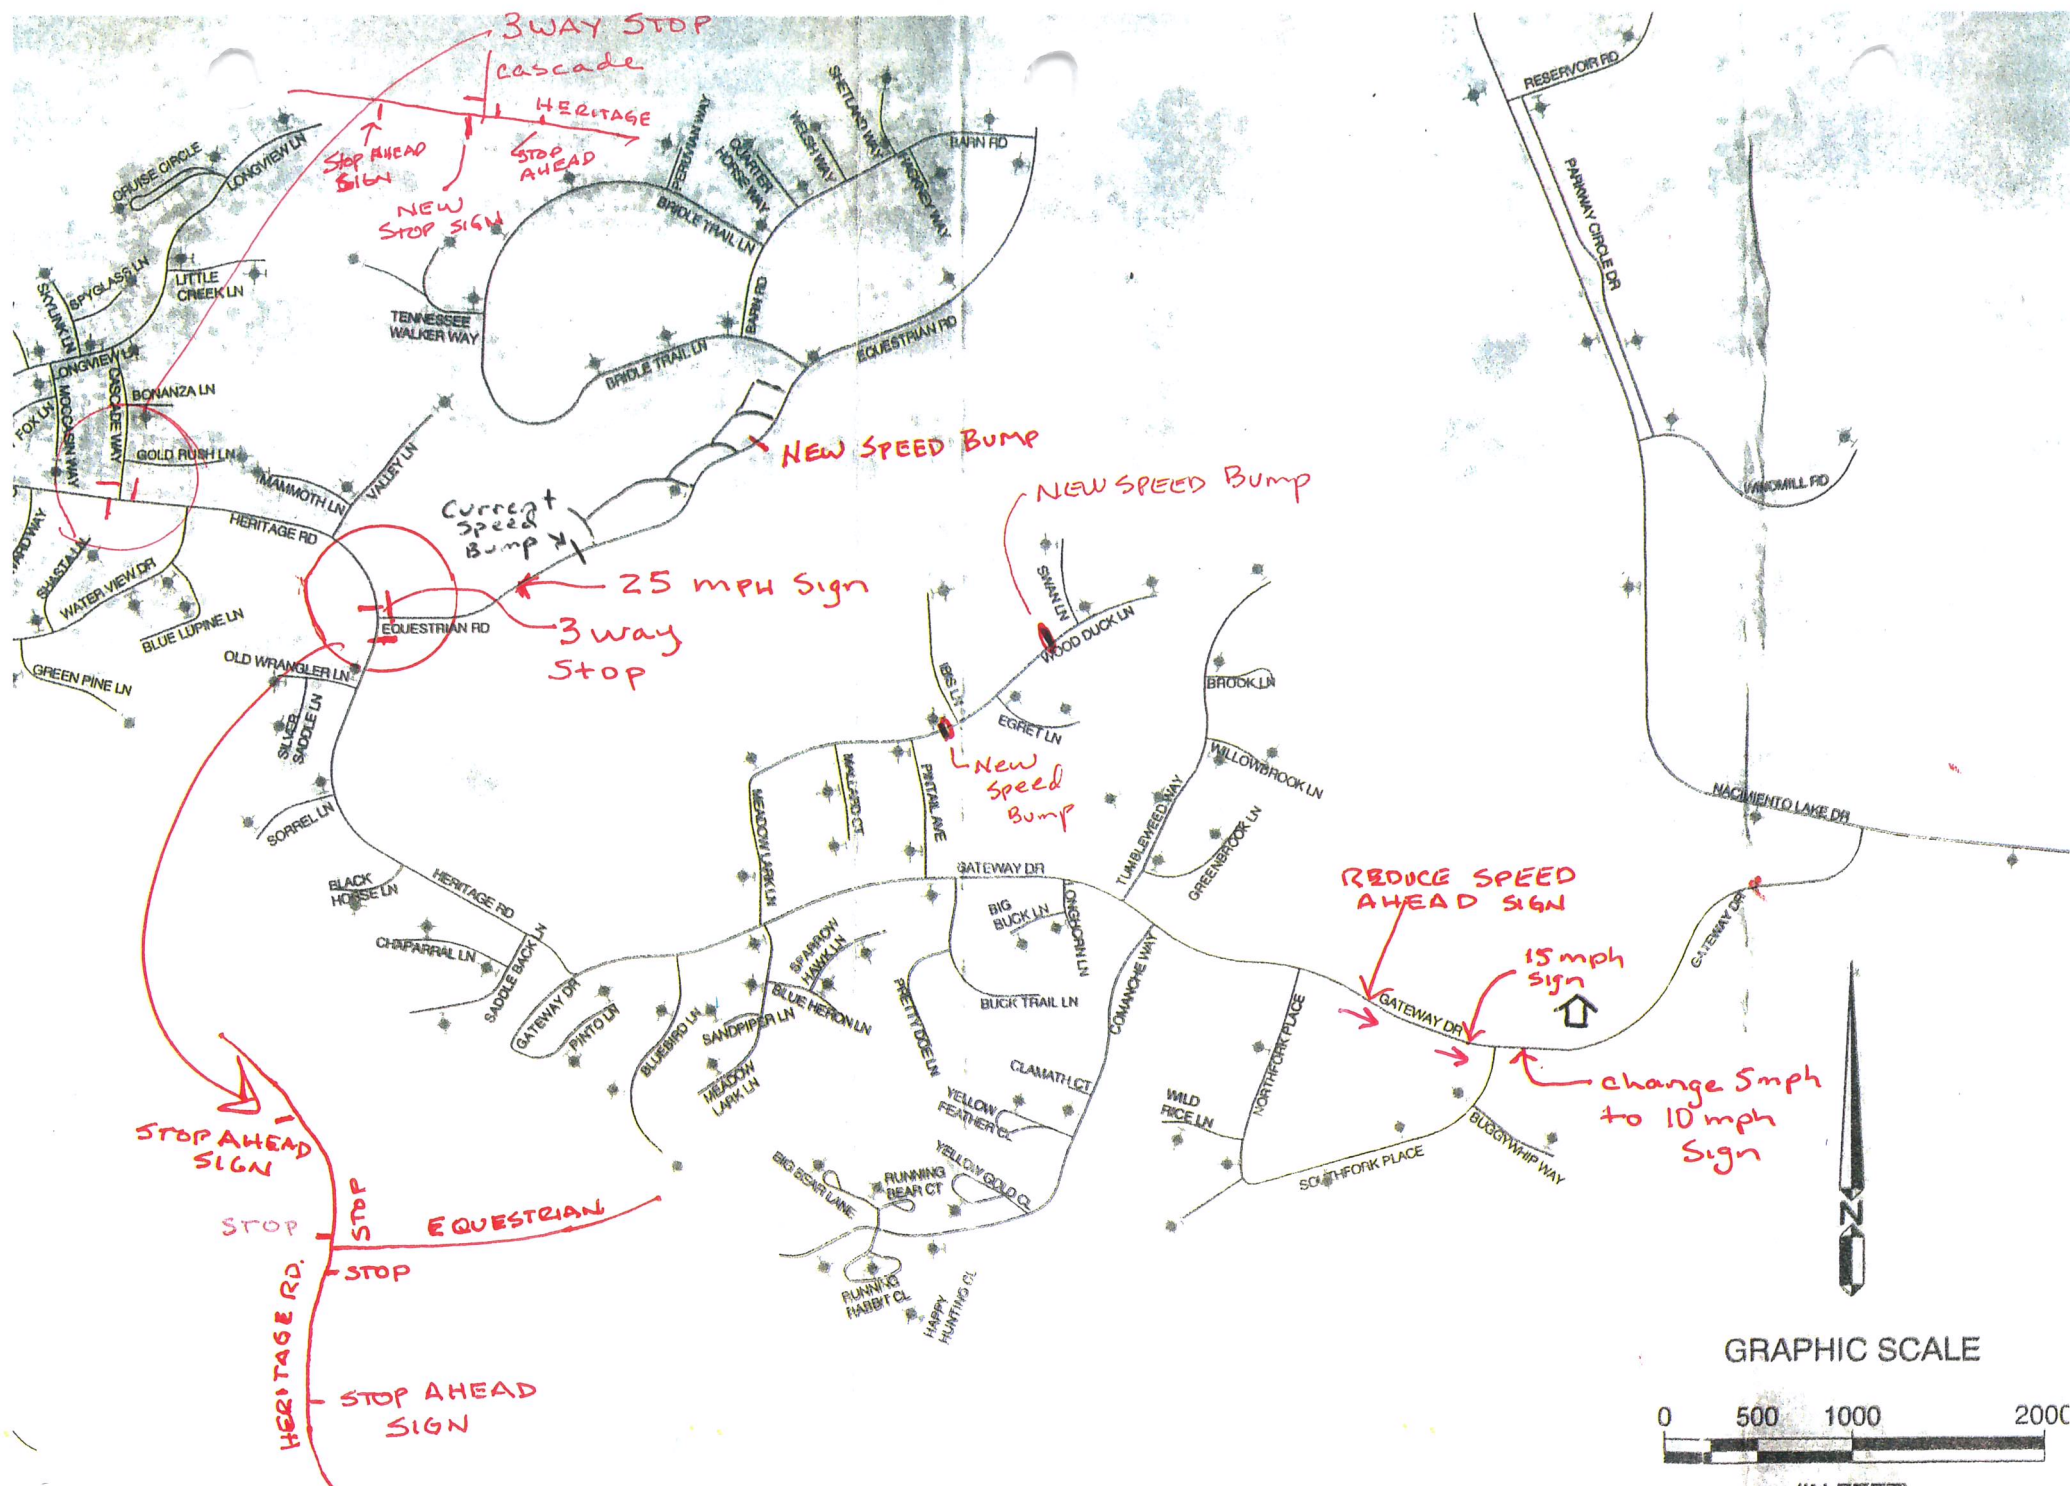 3 WAY STOP
cascade
HERITAGE
STOP AHEAD
SIGN
STOP
AHEAD
NEW
STOP SIGN
CRUISE CIRCLE
LONGVIEW LN
SPYGLASS LN
SKYLINK LN
LITTLE
CREEK LN
LONGVIEW LN
FOX LN
MOCCASIN WAY
CASCADE WAY
BONANZA LN
GOLD RUSH LN
MAMMOTH LN
VALLEY LN
HERITAGE RD
ARD WAY
SHASTA LN
WATER VIEW DR
BLUE LUPINE LN
GREEN PINE LN
TENNESSEE
WALKER WAY
PERUVIAN WAY
QUARTER
HORSE WAY
WELSH WAY
SHETLAND WAY
HACKNEY WAY
BARN RD
BRIDLE TRAIL LN
BARN RD
BRIDLE TRAIL LN
EQUESTRIAN RD
NEW SPEED BUMP
Current
Speed
Bump
25 mPH Sign
3 way
Stop
EQUESTRIAN RD
OLD WRANGLER LN
SILVER
SADDLE LN
SORREL LN
BLACK
HORSE LN
HERITAGE RD
CHAPARRAL LN
SADDLE BACK LN
GATEWAY DR
PINTO LN
BLUEBIRD LN
NEW SPEED Bump
SWAN LN
WOOD DUCK LN
IBIS LN
EGRET LN
New
Speed
Bump
MEADOW LARK LN
MALLARD CT
PINTAIL AVE
GATEWAY DR
SPARROW
HAWK LN
BLUE HERON LN
SANDPIPER LN
MEADOW
LARK LN
BIG
BUCK LN
LONGHORN LN
BUCK TRAIL LN
PRETTY DOE LN
TUMBLEWEED WAY
BROOK LN
WILLOWBROOK LN
GREENBROOK LN
COMANCHE WAY
CLAMATH CT
YELLOW
FEATHER CL
YELLOW GOLD CL
BIG BEAR LANE
RUNNING
BEAR CT
RUNNING
RABBIT CL
HAPPY
HUNTING CL
WILD
RICE LN
NORTHFORK PLACE
SOUTHFORK PLACE
BUGGYWHIP WAY
REDUCE SPEED
AHEAD SIGN
15 mph
Sign
GATEWAY DR
GATEWAY DR
change 5mph
to 10 mph
Sign
RESERVOIR RD
PARKWAY CIRCLE DR
WINDMILL RD
NACIMIENTO LAKE DR
STOP AHEAD
SIGN
STOP
STOP
EQUESTRIAN
STOP
HERITAGE RD.
STOP AHEAD
SIGN
N
GRAPHIC SCALE
0 500 1000 2000